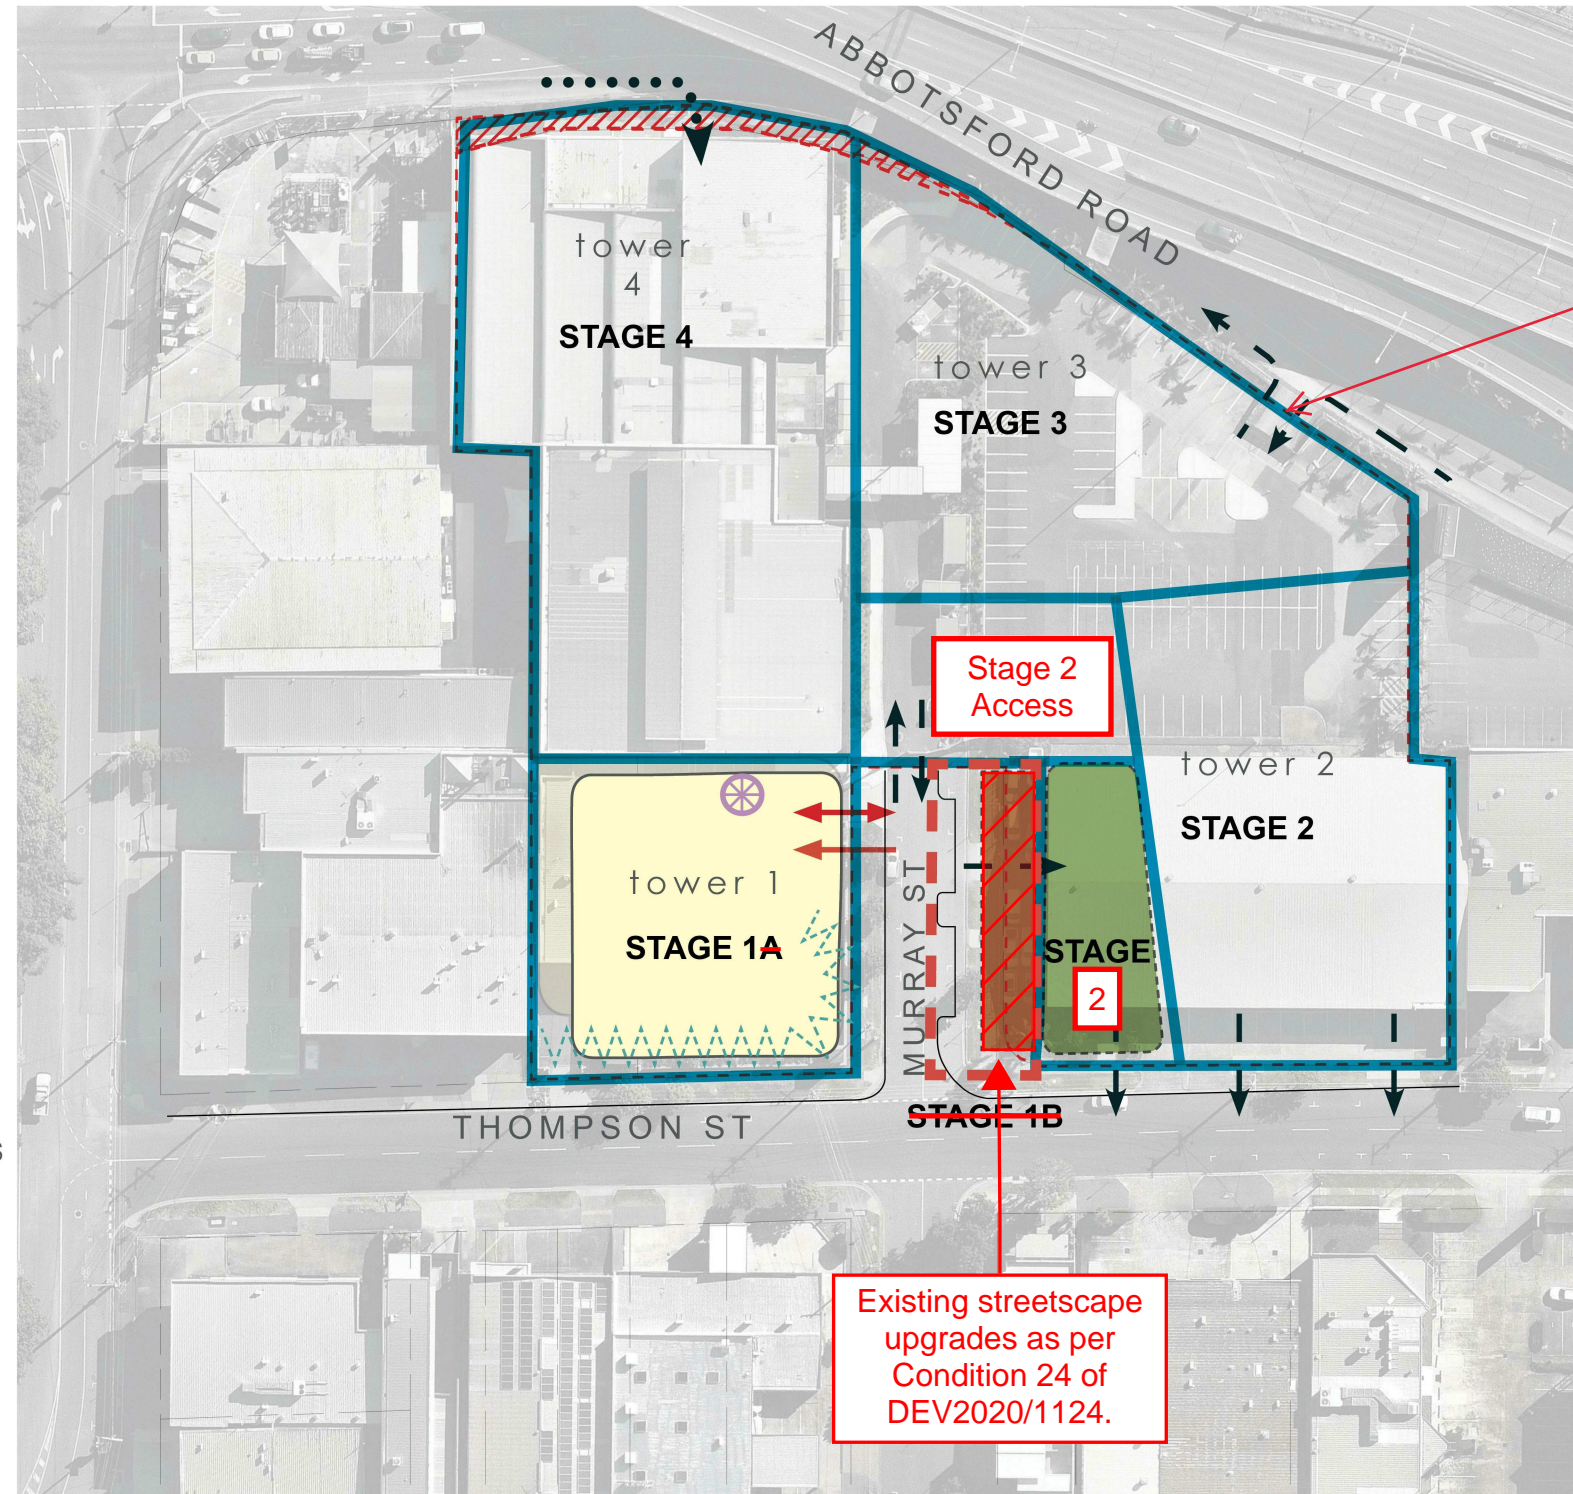 ABBOTSFORD ROAD
tower
4
STAGE 4
tower 3
STAGE 3
Stage 2
Access
tower 2
STAGE 2
tower 1
STAGE 1A
MURRAY ST
STAGE
2
STAGE 1B
THOMPSON ST
s
Existing streetscape
upgrades as per
Condition 24 of
DEV2020/1124.